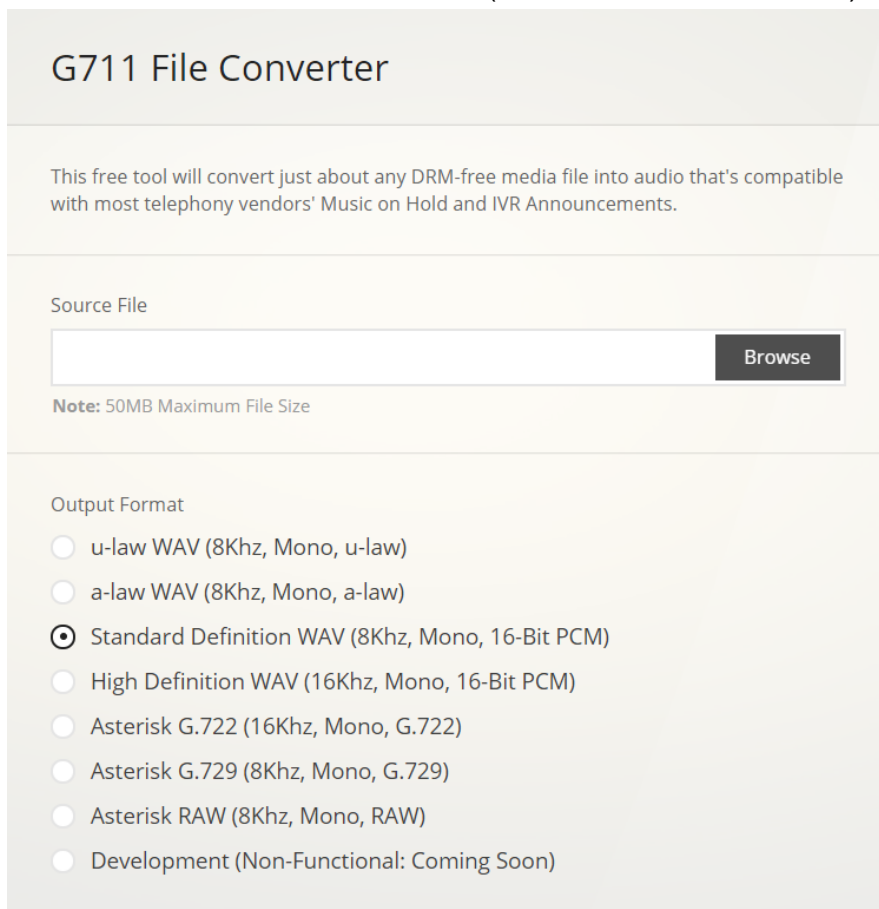 G711 File Converter
This free tool will convert just about any DRM-free media file into audio that's compatible
with most telephony vendors' Music on Hold and IVR Announcements.
Source File
Browse
Note: 50MB Maximum File Size
Output Format
u-law WAV (8Khz, Mono, u-law)
a-law WAV (8Khz, Mono, a-law)
Standard Definition WAV (8Khz, Mono, 16-Bit PCM)
High Definition WAV (16Khz, Mono, 16-Bit PCM)
Asterisk G.722 (16Khz, Mono, G.722)
Asterisk G.729 (8Khz, Mono, G.729)
Asterisk RAW (8Khz, Mono, RAW)
Development (Non-Functional: Coming Soon)